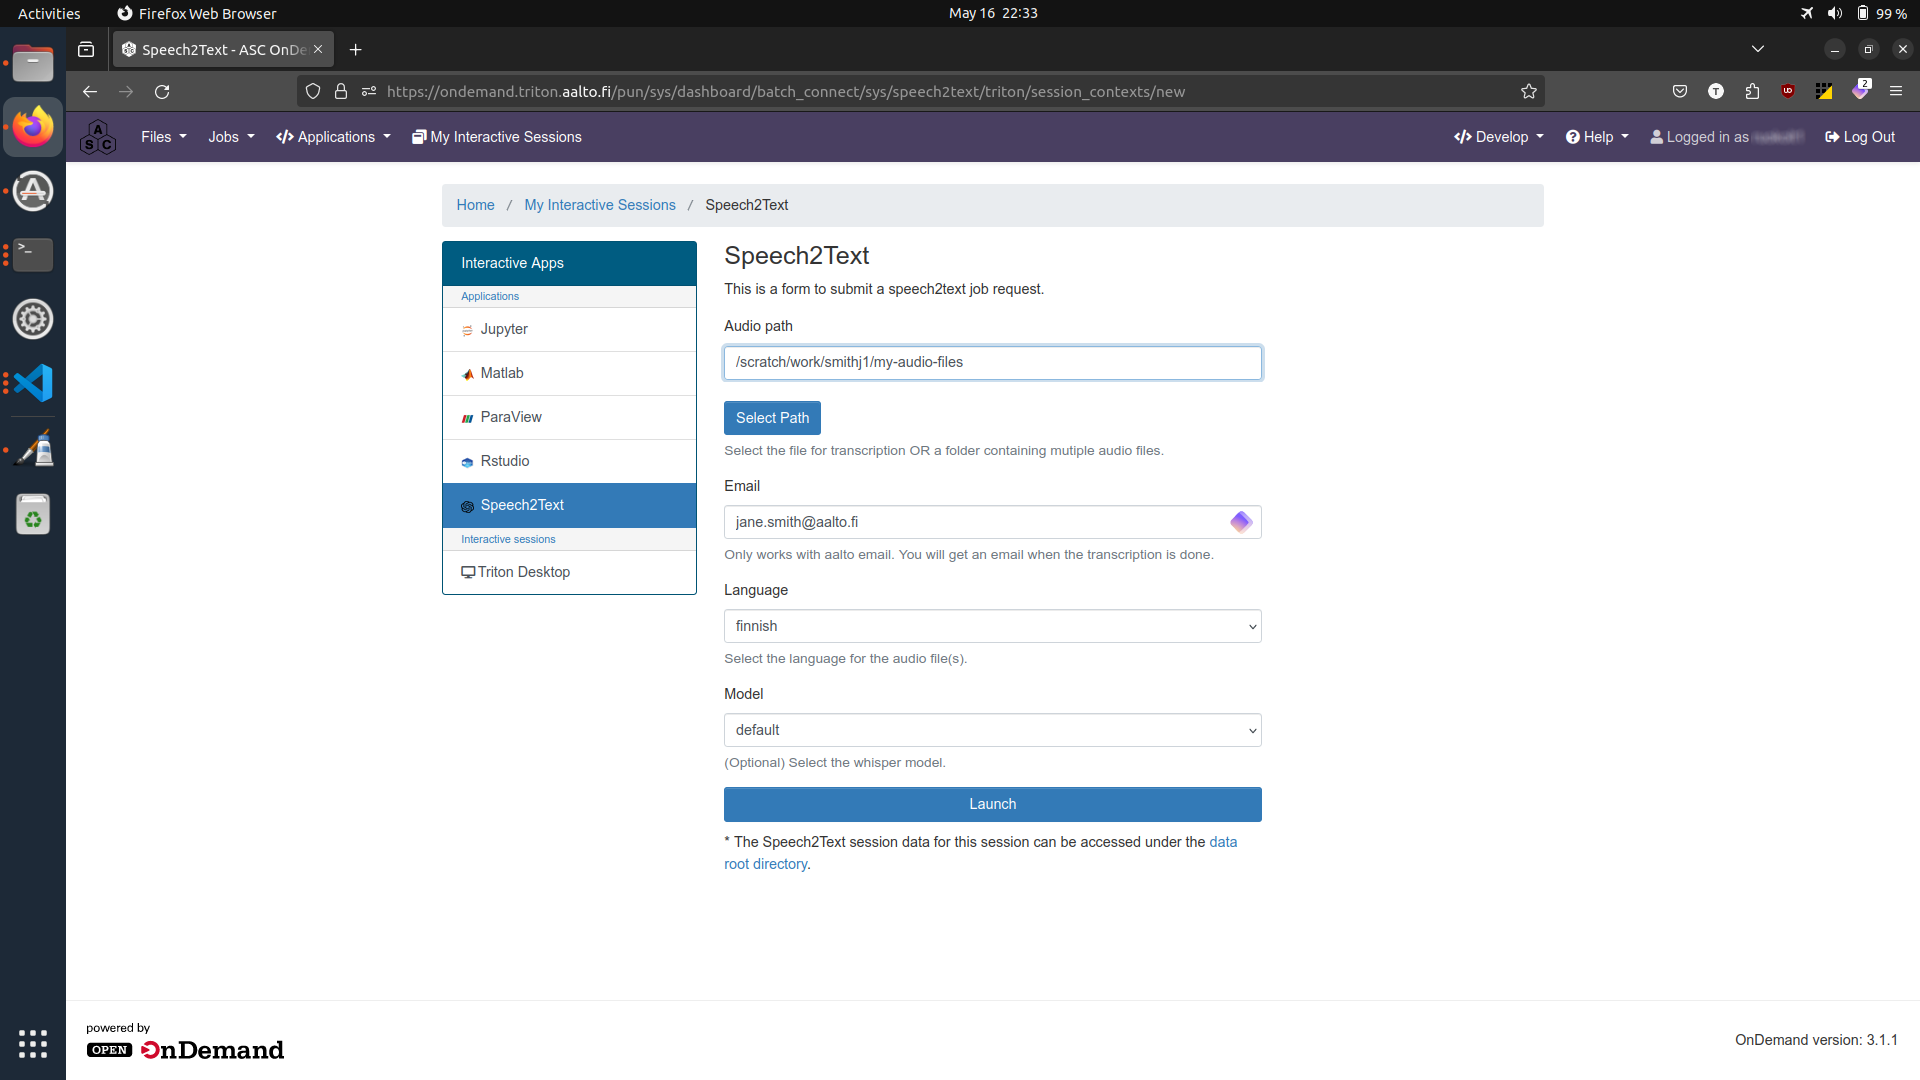 Activities
Firefox Web Browser
May 16 22:33
99 %
Speech2Text - ASC OnDe
https://ondemand.triton.aalto.fi/pun/sys/dashboard/batch_connect/sys/speech2text/triton/session_contexts/new
2
A
S C
Files
Jobs
Applications
My Interactive Sessions
Develop
Help
Logged in as
Log Out
Home / My Interactive Sessions / Speech2Text
Interactive Apps
Applications
Jupyter
Matlab
ParaView
Rstudio
Speech2Text
Interactive sessions
Triton Desktop
Speech2Text
This is a form to submit a speech2text job request.
Audio path
/scratch/work/smithj1/my-audio-files
Select Path
Select the file for transcription OR a folder containing mutiple audio files.
Email
jane.smith@aalto.fi
Only works with aalto email. You will get an email when the transcription is done.
Language
finnish
Select the language for the audio file(s).
Model
default
(Optional) Select the whisper model.
Launch
* The Speech2Text session data for this session can be accessed under the data
root directory.
powered by
OPEN OnDemand
OnDemand version: 3.1.1